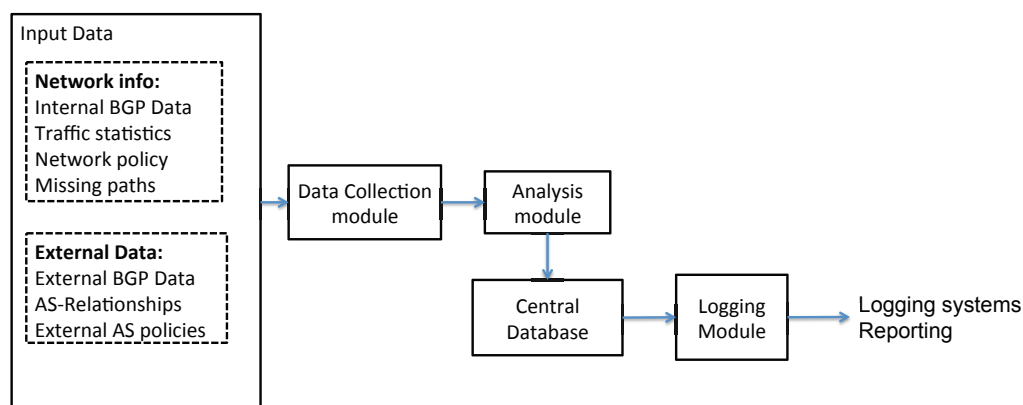 Input Data
Network info:
Internal BGP Data
Traffic statistics
Network policy
Missing paths
External Data:
External BGP Data
AS-Relationships
External AS policies
Data Collection
module
Analysis
module
Central
Database
Logging
Module
Logging systems
Reporting